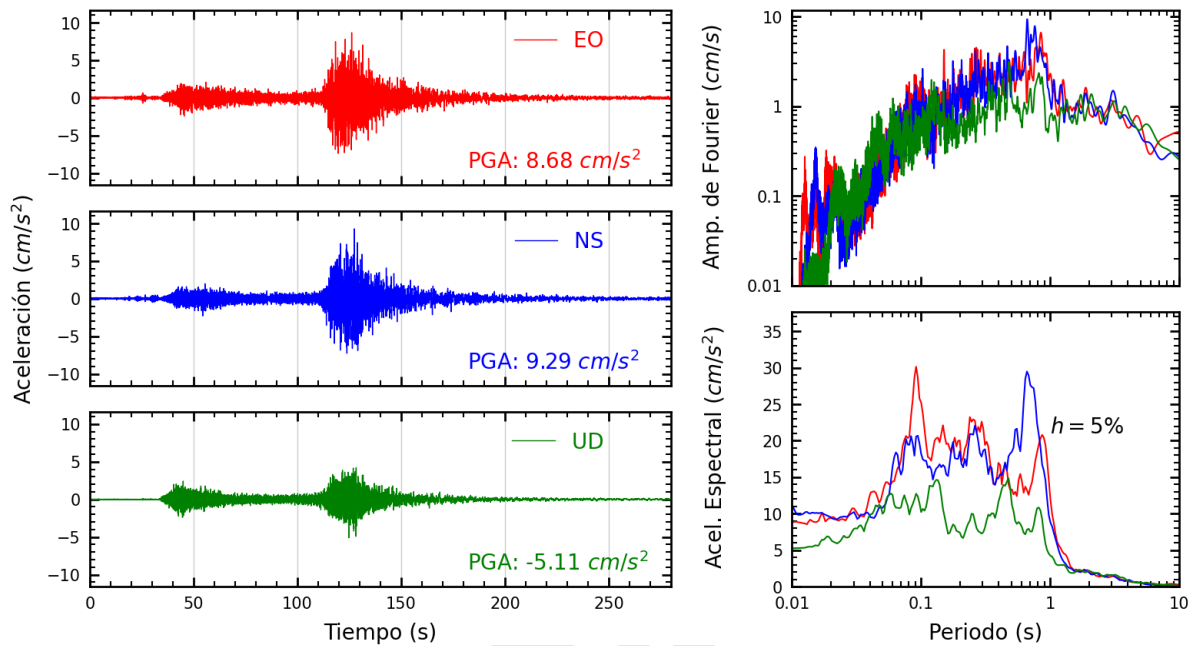 Aceleración (cm/s²)
10
5
0
−5
−10
EO
PGA: 8.68 cm/s²
10
5
0
−5
−10
NS
PGA: 9.29 cm/s²
10
5
0
−5
−10
UD
PGA: -5.11 cm/s²
0 50 100 150 200 250
Tiempo (s)
Amp. de Fourier (cm/s)
10
1
0.1
0.01
Acel. Espectral (cm/s²)
35
30
25
20
15
10
5
0
h = 5%
0.01 0.1 1 10
Periodo (s)